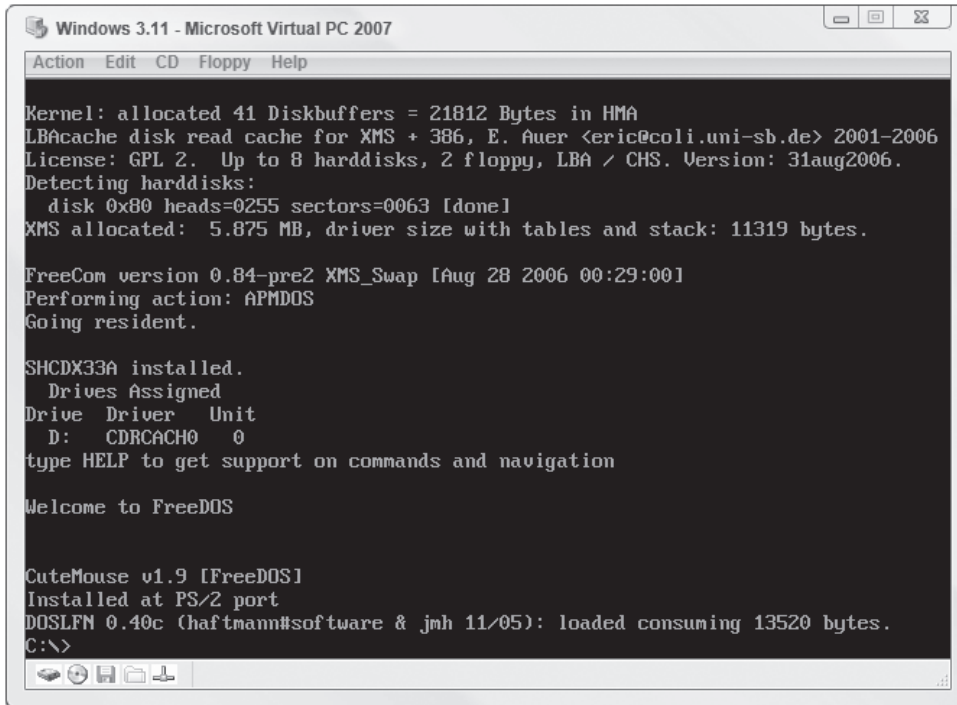 Windows 3.11 - Microsoft Virtual PC 2007
Action Edit CD Floppy Help
Kernel: allocated 41 Diskbuffers = 21812 Bytes in HMA
LBAcache disk read cache for XMS + 386, E. Auer <eric@coli.uni-sb.de> 2001-2006
License: GPL 2.  Up to 8 harddisks, 2 floppy, LBA / CHS. Version: 31aug2006.
Detecting harddisks:
  disk 0x80 heads=0255 sectors=0063 [done]
XMS allocated:  5.875 MB, driver size with tables and stack: 11319 bytes.
FreeCom version 0.84-pre2 XMS_Swap [Aug 28 2006 00:29:00]
Performing action: APMDOS
Going resident.
SHCDX33A installed.
  Drives Assigned
Drive  Driver   Unit
  D:   CDRCACH0   0
type HELP to get support on commands and navigation
Welcome to FreeDOS
CuteMouse v1.9 [FreeDOS]
Installed at PS/2 port
DOSLFN 0.40c (haftmann#software & jmh 11/05): loaded consuming 13520 bytes.
C:\>